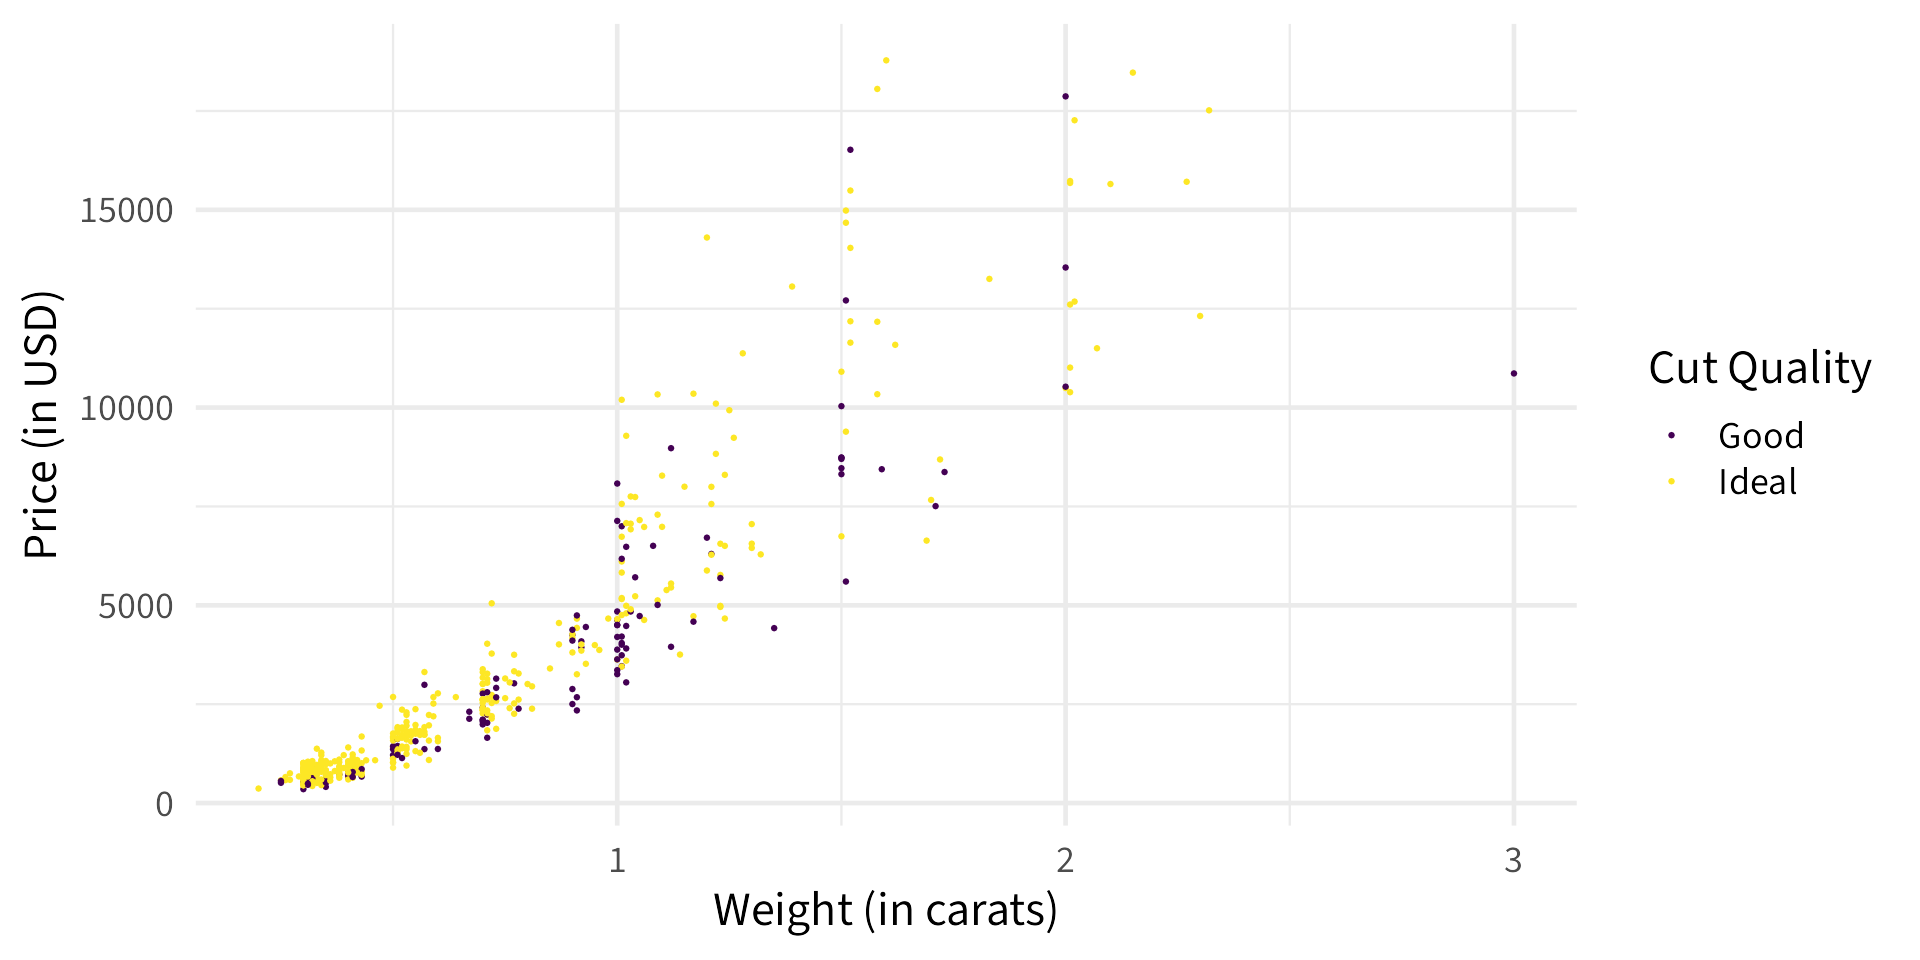 15000
10000
5000
0
1
2
3
Price (in USD)
Weight (in carats)
Cut Quality
Good
Ideal